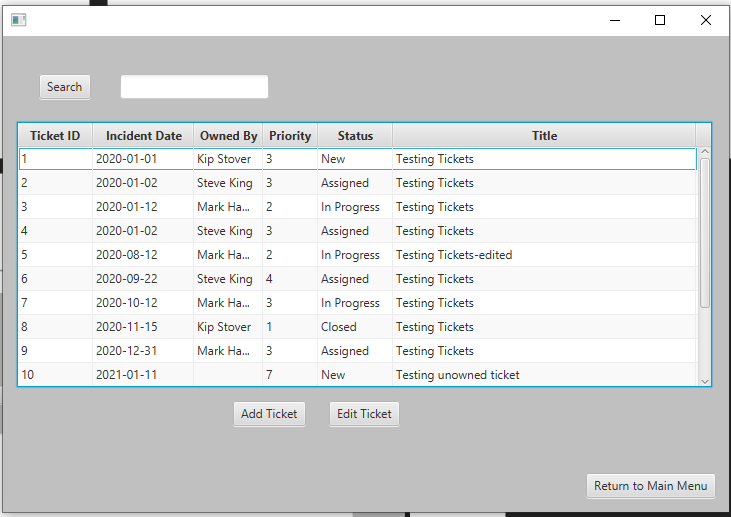 Search
Ticket ID Incident Date Owned By Priority Status Title
1 2020-01-01 Kip Stover 3 New Testing Tickets
2 2020-01-02 Steve King 3 Assigned Testing Tickets
3 2020-01-12 Mark Ha... 2 In Progress Testing Tickets
4 2020-01-02 Steve King 3 Assigned Testing Tickets
5 2020-08-12 Mark Ha... 2 In Progress Testing Tickets-edited
6 2020-09-22 Steve King 4 Assigned Testing Tickets
7 2020-10-12 Mark Ha... 3 In Progress Testing Tickets
8 2020-11-15 Kip Stover 1 Closed Testing Tickets
9 2020-12-31 Mark Ha... 3 Assigned Testing Tickets
10 2021-01-11 7 New Testing unowned ticket
Add Ticket Edit Ticket
Return to Main Menu